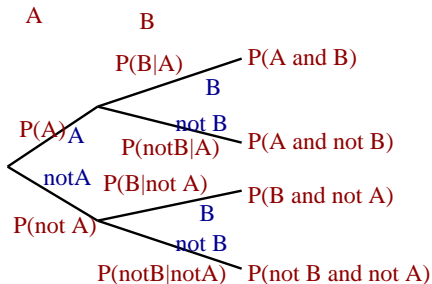 A
B
P(B|A)
P(A and B)
B
P(A)
A
not B
P(notB|A)
P(A and not B)
notA
P(B|not A)
P(B and not A)
P(not A)
B
not B
P(notB|notA)
P(not B and not A)